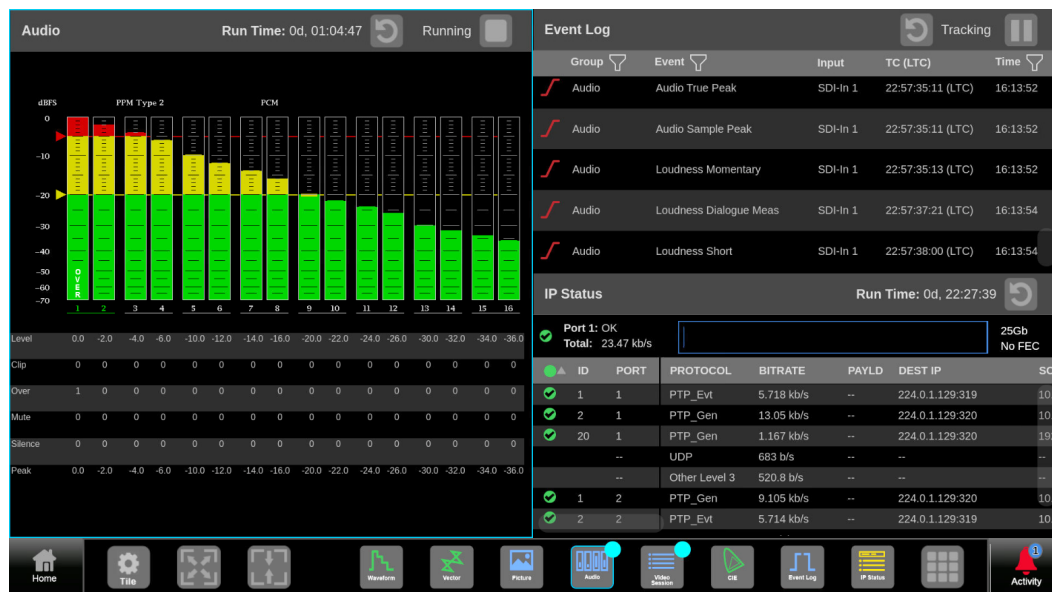 Audio
Run Time: 0d, 01:04:47
Running
dBFS PPM Type 2 PCM
0
-10
-20
-30
-40
-50
-60
-70
OVER
1 2 3 4 5 6 7 8 9 10 11 12 13 14 15 16
Level 0.0 -2.0 -4.0 -6.0 -10.0 -12.0 -14.0 -16.0 -20.0 -22.0 -24.0 -26.0 -30.0 -32.0 -34.0 -36.0
Clip 0 0 0 0 0 0 0 0 0 0 0 0 0 0 0 0
Over 1 0 0 0 0 0 0 0 0 0 0 0 0 0 0 0
Mute 0 0 0 0 0 0 0 0 0 0 0 0 0 0 0 0
Silence 0 0 0 0 0 0 0 0 0 0 0 0 0 0 0 0
Peak 0.0 -2.0 -4.0 -6.0 -10.0 -12.0 -14.0 -16.0 -20.0 -22.0 -24.0 -26.0 -30.0 -32.0 -34.0 -36.0
Event Log
Tracking
Group Event Input TC (LTC) Time
Audio Audio True Peak SDI-In 1 22:57:35:11 (LTC) 16:13:52
Audio Audio Sample Peak SDI-In 1 22:57:35:11 (LTC) 16:13:52
Audio Loudness Momentary SDI-In 1 22:57:35:13 (LTC) 16:13:52
Audio Loudness Dialogue Meas SDI-In 1 22:57:37:21 (LTC) 16:13:54
Audio Loudness Short SDI-In 1 22:57:38:00 (LTC) 16:13:54
IP Status
Run Time: 0d, 22:27:39
Port 1: OK
Total: 23.47 kb/s
25Gb
No FEC
ID PORT PROTOCOL BITRATE PAYLD DEST IP SO
1 1 PTP_Evt 5.718 kb/s -- 224.0.1.129:319 10.
2 1 PTP_Gen 13.05 kb/s -- 224.0.1.129:320 10.
20 1 PTP_Gen 1.167 kb/s -- 224.0.1.129:320 192
-- UDP 683 b/s -- -- --
-- Other Level 3 520.8 b/s -- -- --
1 2 PTP_Gen 9.105 kb/s -- 224.0.1.129:320 10.
2 2 PTP_Evt 5.714 kb/s -- 224.0.1.129:319 10.
Home
Tile
Waveform
Vector
Picture
Audio
Video
Session
CIE
Event Log
IP Status
1
Activity